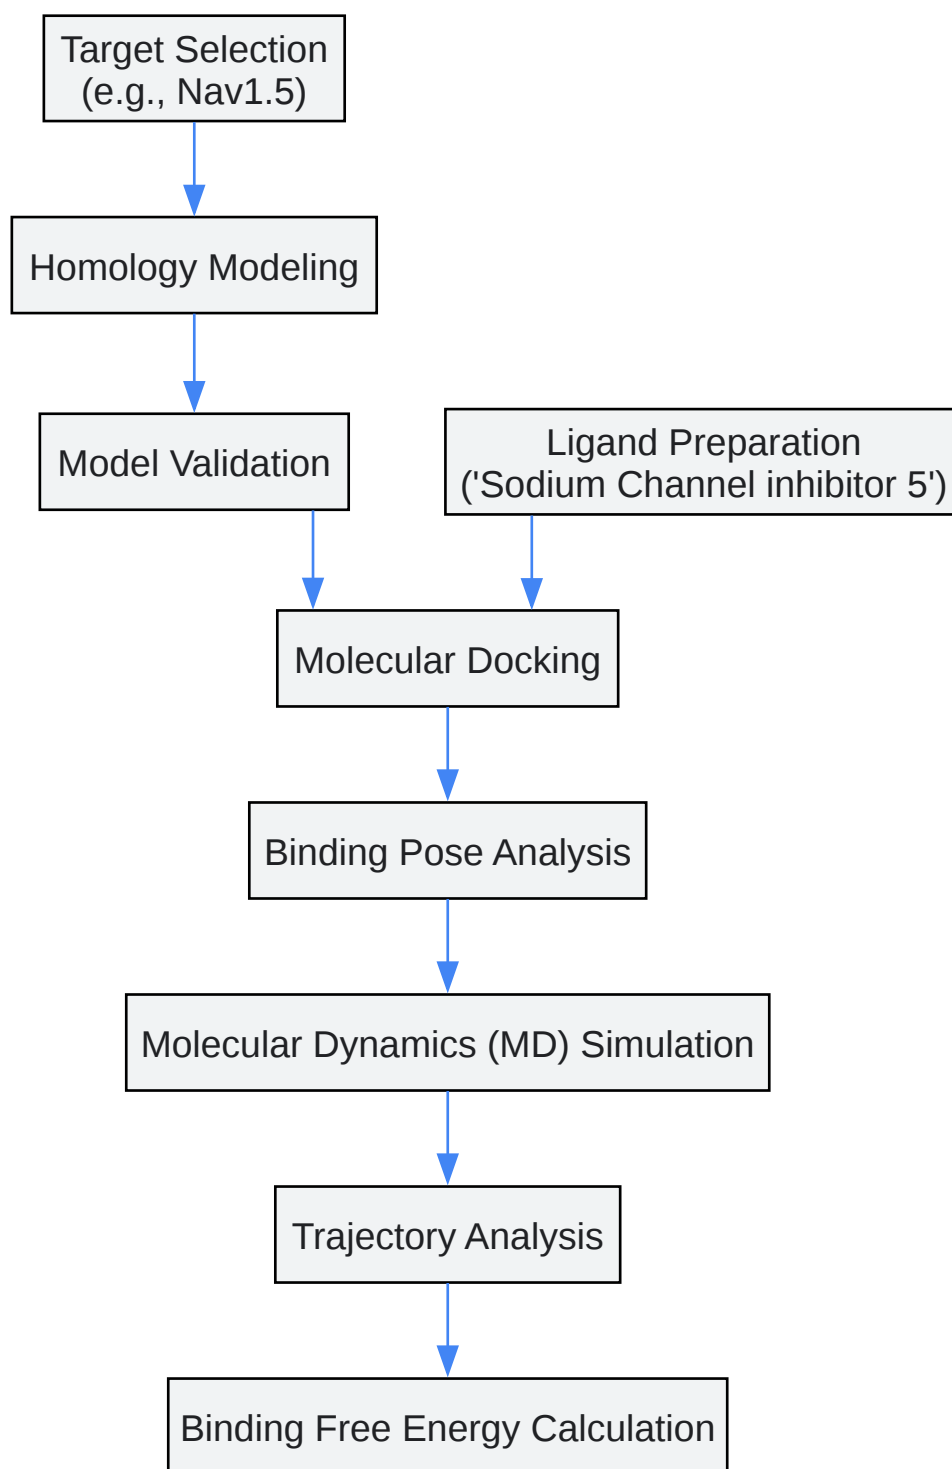 Target Selection
(e.g., Nav1.5)
Homology Modeling
Model Validation
Ligand Preparation
('Sodium Channel inhibitor 5')
Molecular Docking
Binding Pose Analysis
Molecular Dynamics (MD) Simulation
Trajectory Analysis
Binding Free Energy Calculation